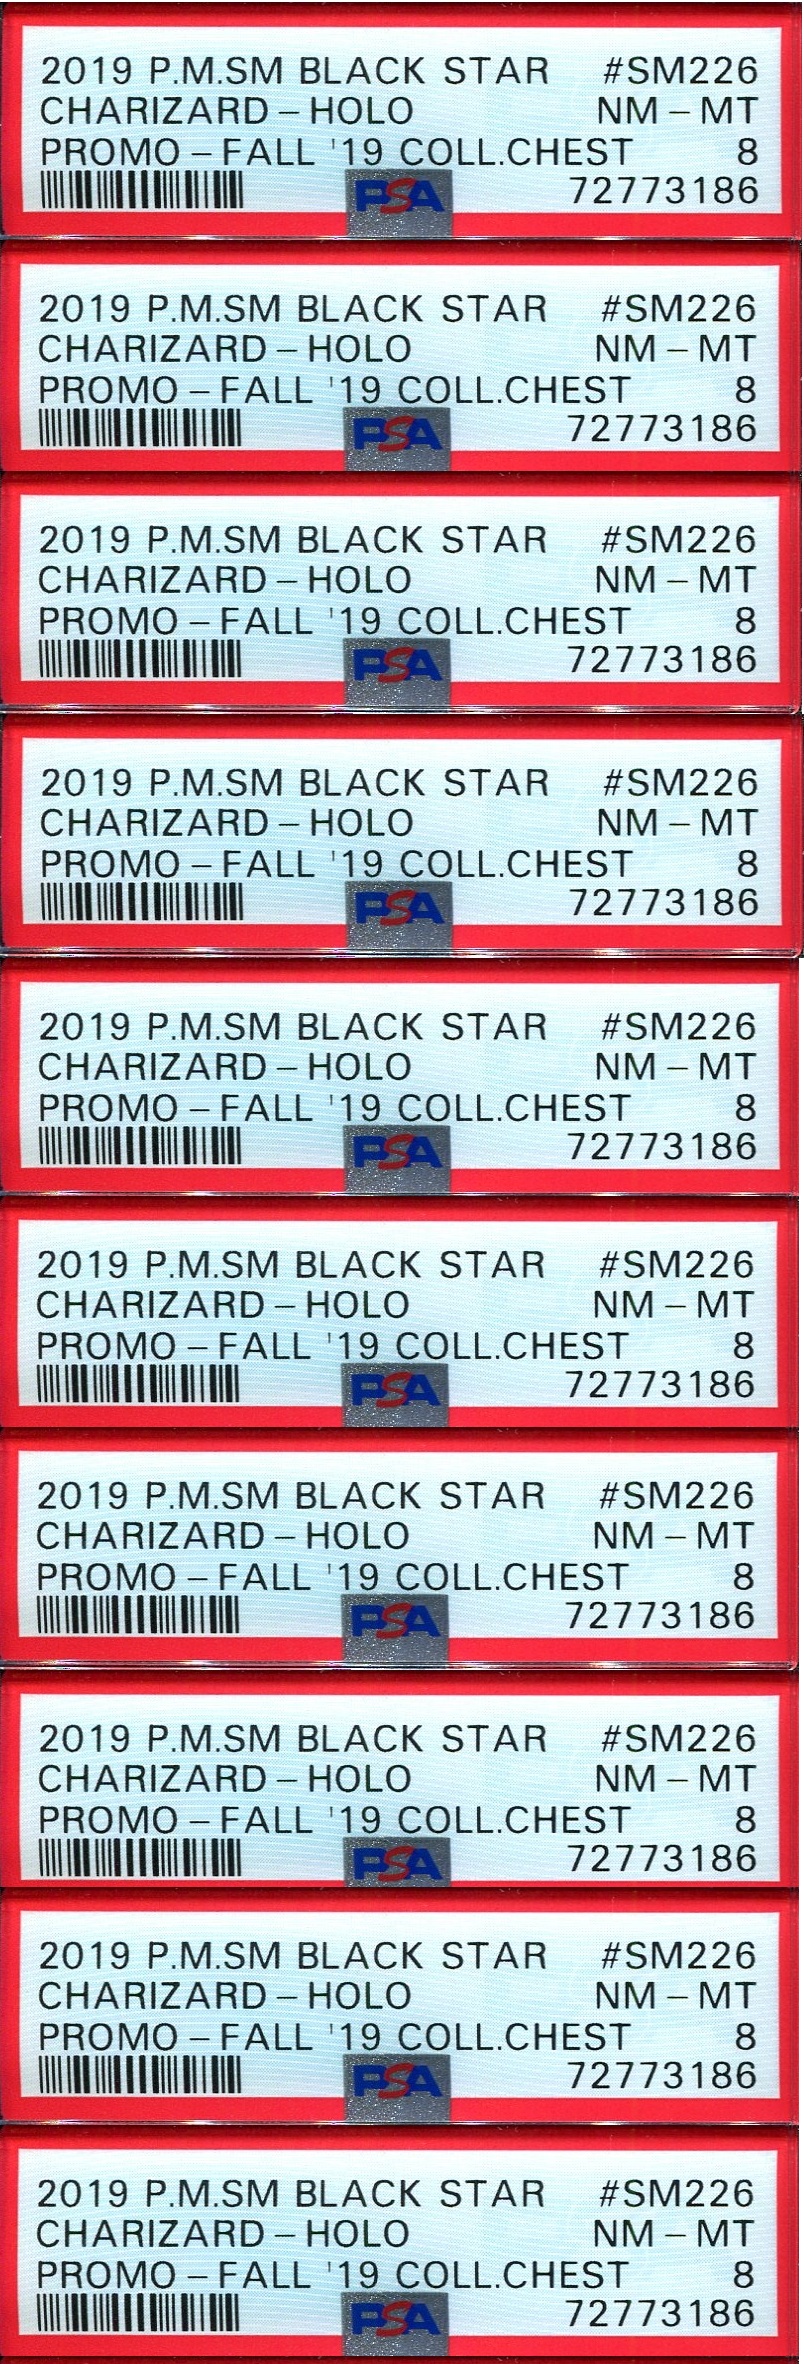 2019 P.M.SM BLACK STAR #SM226
CHARIZARD – HOLO NM – MT
PROMO – FALL '19 COLL.CHEST 8
PSA 72773186
2019 P.M.SM BLACK STAR #SM226
CHARIZARD – HOLO NM – MT
PROMO – FALL '19 COLL.CHEST 8
PSA 72773186
2019 P.M.SM BLACK STAR #SM226
CHARIZARD – HOLO NM – MT
PROMO – FALL '19 COLL.CHEST 8
PSA 72773186
2019 P.M.SM BLACK STAR #SM226
CHARIZARD – HOLO NM – MT
PROMO – FALL '19 COLL.CHEST 8
PSA 72773186
2019 P.M.SM BLACK STAR #SM226
CHARIZARD – HOLO NM – MT
PROMO – FALL '19 COLL.CHEST 8
PSA 72773186
2019 P.M.SM BLACK STAR #SM226
CHARIZARD – HOLO NM – MT
PROMO – FALL '19 COLL.CHEST 8
PSA 72773186
2019 P.M.SM BLACK STAR #SM226
CHARIZARD – HOLO NM – MT
PROMO – FALL '19 COLL.CHEST 8
PSA 72773186
2019 P.M.SM BLACK STAR #SM226
CHARIZARD – HOLO NM – MT
PROMO – FALL '19 COLL.CHEST 8
PSA 72773186
2019 P.M.SM BLACK STAR #SM226
CHARIZARD – HOLO NM – MT
PROMO – FALL '19 COLL.CHEST 8
PSA 72773186
2019 P.M.SM BLACK STAR #SM226
CHARIZARD – HOLO NM – MT
PROMO – FALL '19 COLL.CHEST 8
PSA 72773186